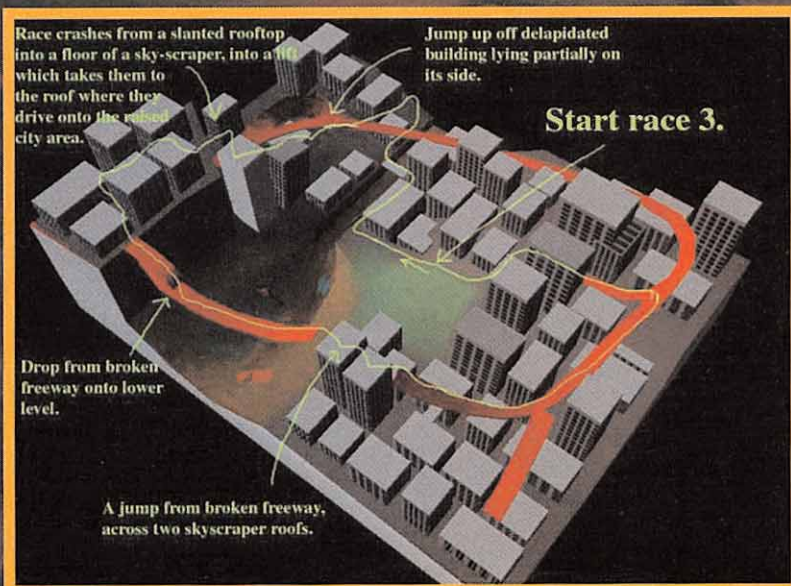 Race crashes from a slanted rooftop
into a floor of a sky-scraper, into a lift
which takes them to
the roof where they
drive onto the raised
city area.
Jump up off delapidated
building lying partially on
its side.
Start race 3.
Drop from broken
freeway onto lower
level.
A jump from broken freeway,
across two skyscraper roofs.